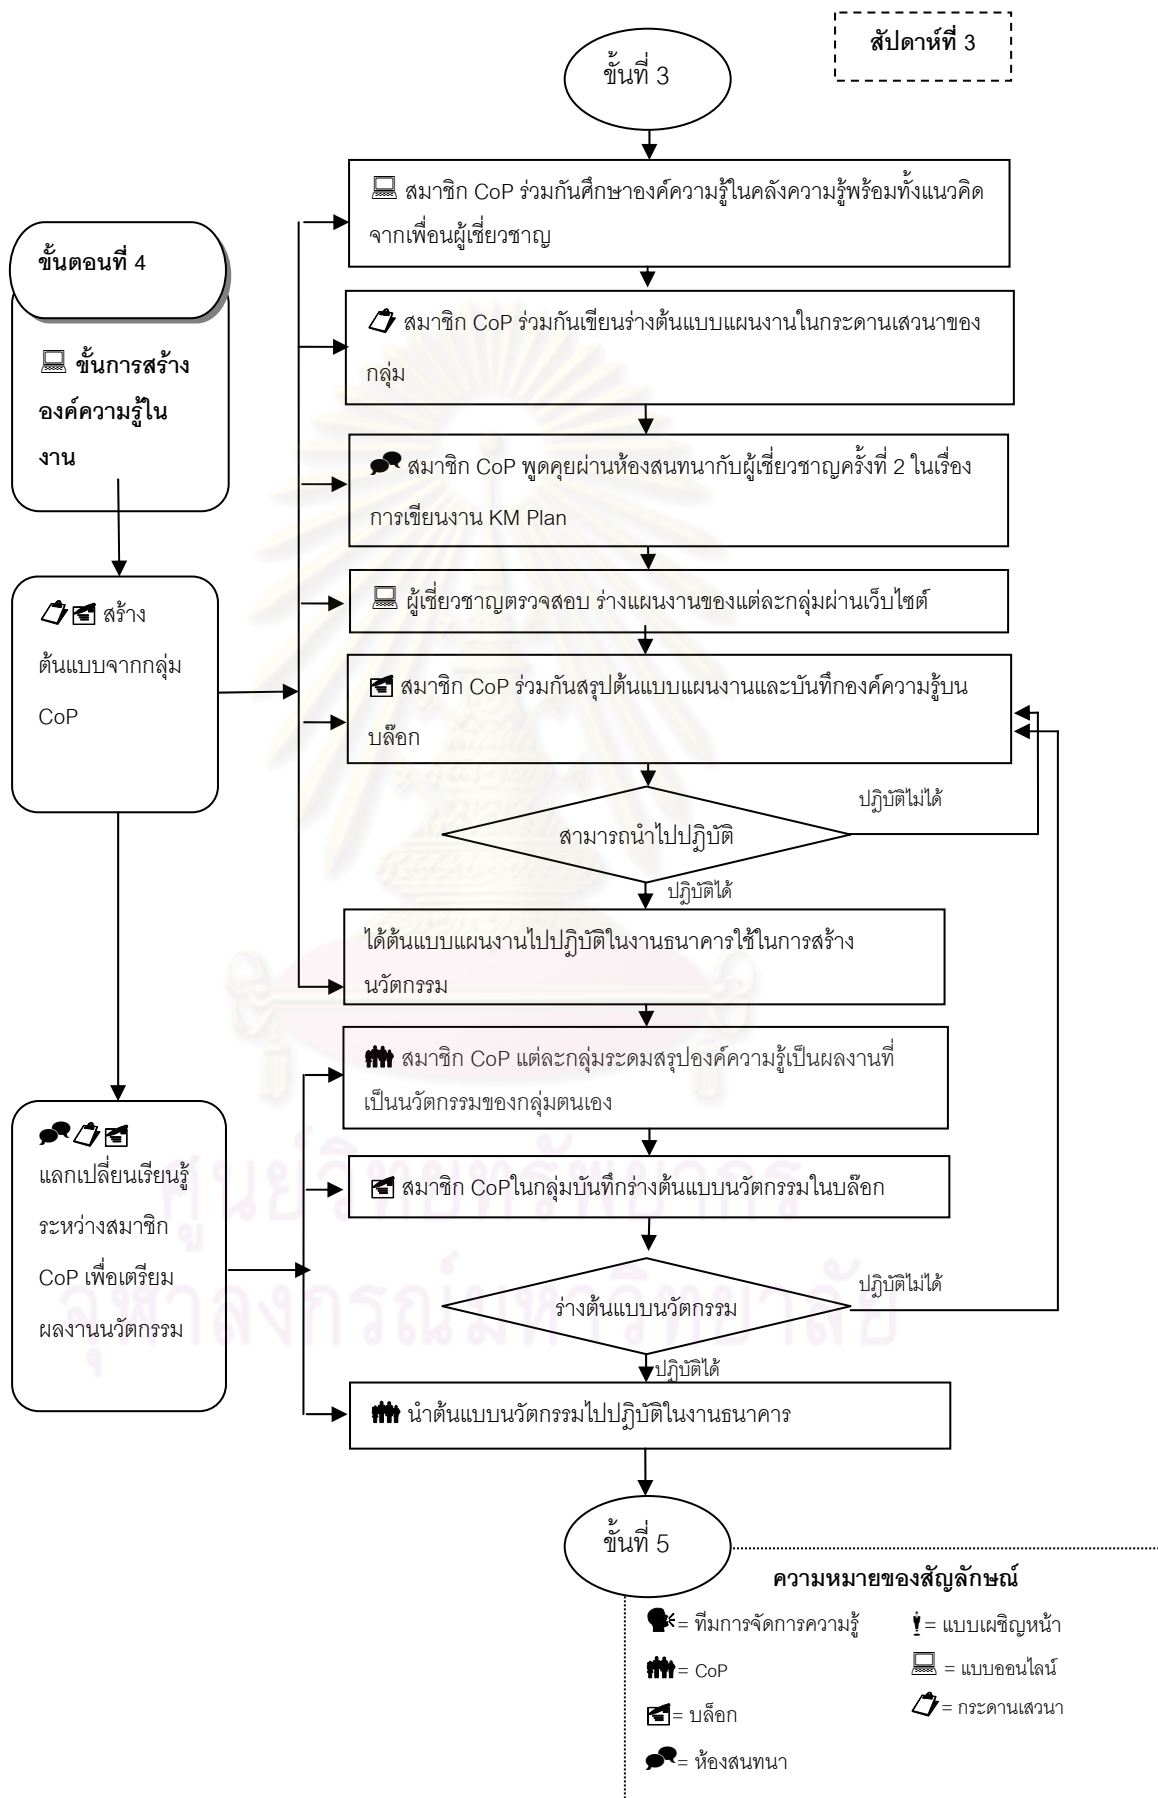 สัปดาห์ที่ 3
ขั้นที่ 3
สมาชิก CoP ร่วมกันศึกษาองค์ความรู้ในคลังความรู้พร้อมทั้งแนวคิด
จากเพื่อนผู้เชี่ยวชาญ
ขั้นตอนที่ 4
ขั้นการสร้าง
องค์ความรู้ใน
งาน
สมาชิก CoP ร่วมกันเขียนร่างต้นแบบแผนงานในกระดานเสวนาของ
กลุ่ม
สมาชิก CoP พูดคุยผ่านห้องสนทนากับผู้เชี่ยวชาญครั้งที่ 2 ในเรื่อง
การเขียนงาน KM Plan
ผู้เชี่ยวชาญตรวจสอบ ร่างแผนงานของแต่ละกลุ่มผ่านเว็บไซต์
สร้าง
ต้นแบบจากกลุ่ม
CoP
สมาชิก CoP ร่วมกันสรุปต้นแบบแผนงานและบันทึกองค์ความรู้บน
บล๊อก
ปฏิบัติไม่ได้
สามารถนำไปปฏิบัติ
ปฏิบัติได้
ได้ต้นแบบแผนงานไปปฏิบัติในงานธนาคารใช้ในการสร้าง
นวัตกรรม
สมาชิก CoP แต่ละกลุ่มระดมสรุปองค์ความรู้เป็นผลงานที่
เป็นนวัตกรรมของกลุ่มตนเอง
แลกเปลี่ยนเรียนรู้
ระหว่างสมาชิก
CoP เพื่อเตรียม
ผลงานนวัตกรรม
สมาชิก CoPในกลุ่มบันทึกร่างต้นแบบนวัตกรรมในบล๊อก
ปฏิบัติไม่ได้
ร่างต้นแบบนวัตกรรม
ปฏิบัติได้
นำต้นแบบนวัตกรรมไปปฏิบัติในงานธนาคาร
ขั้นที่ 5
ความหมายของสัญลักษณ์
= ทีมการจัดการความรู้
= แบบเผชิญหน้า
= CoP
= แบบออนไลน์
= บล็อก
= กระดานเสวนา
= ห้องสนทนา
ศูนย์วิทยทรัพยากร
จุฬาลงกรณ์มหาวิทยาลัย